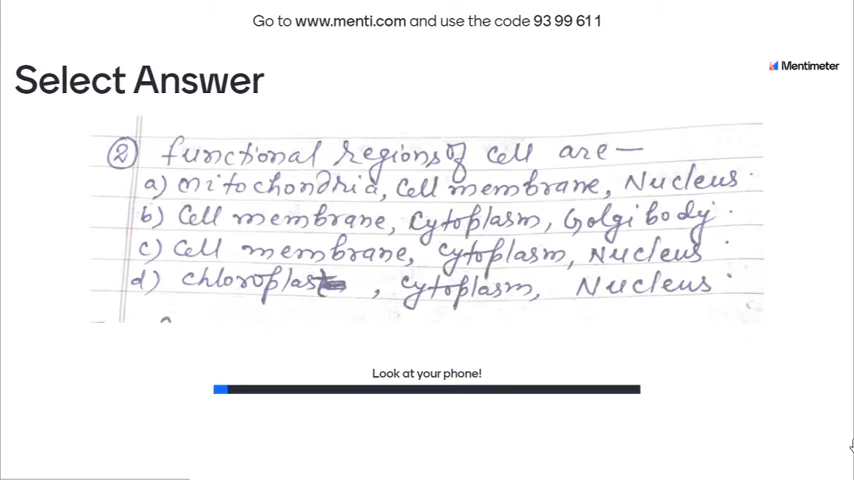 Go to www.menti.com and use the code 93 99 61 1
Mentimeter
Select Answer
② functional regions of cell are —
a) Mitochondria, Cell membrane, Nucleus.
b) Cell membrane, Cytoplasm, Golgi body.
c) Cell membrane, Cytoplasm, Nucleus.
d) chloroplast, Cytoplasm, Nucleus.
Look at your phone!